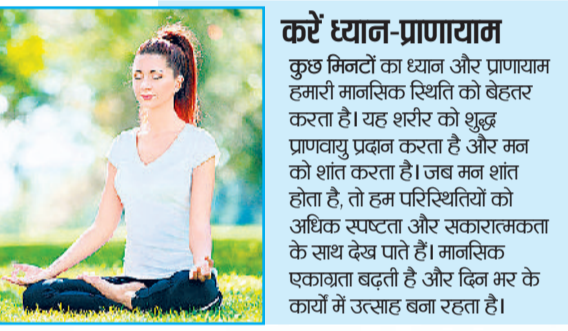 करें ध्यान-प्राणायाम
कुछ मिनटों का ध्यान और प्राणायाम
हमारी मानसिक स्थिति को बेहतर
करता है। यह शरीर को शुद्ध
प्राणवायु प्रदान करता है और मन
को शांत करता है। जब मन शांत
होता है, तो हम परिस्थितियों को
अधिक स्पष्टता और सकारात्मकता
के साथ देख पाते हैं। मानसिक
एकाग्रता बढ़ती है और दिन भर के
कार्यों में उत्साह बना रहता है।